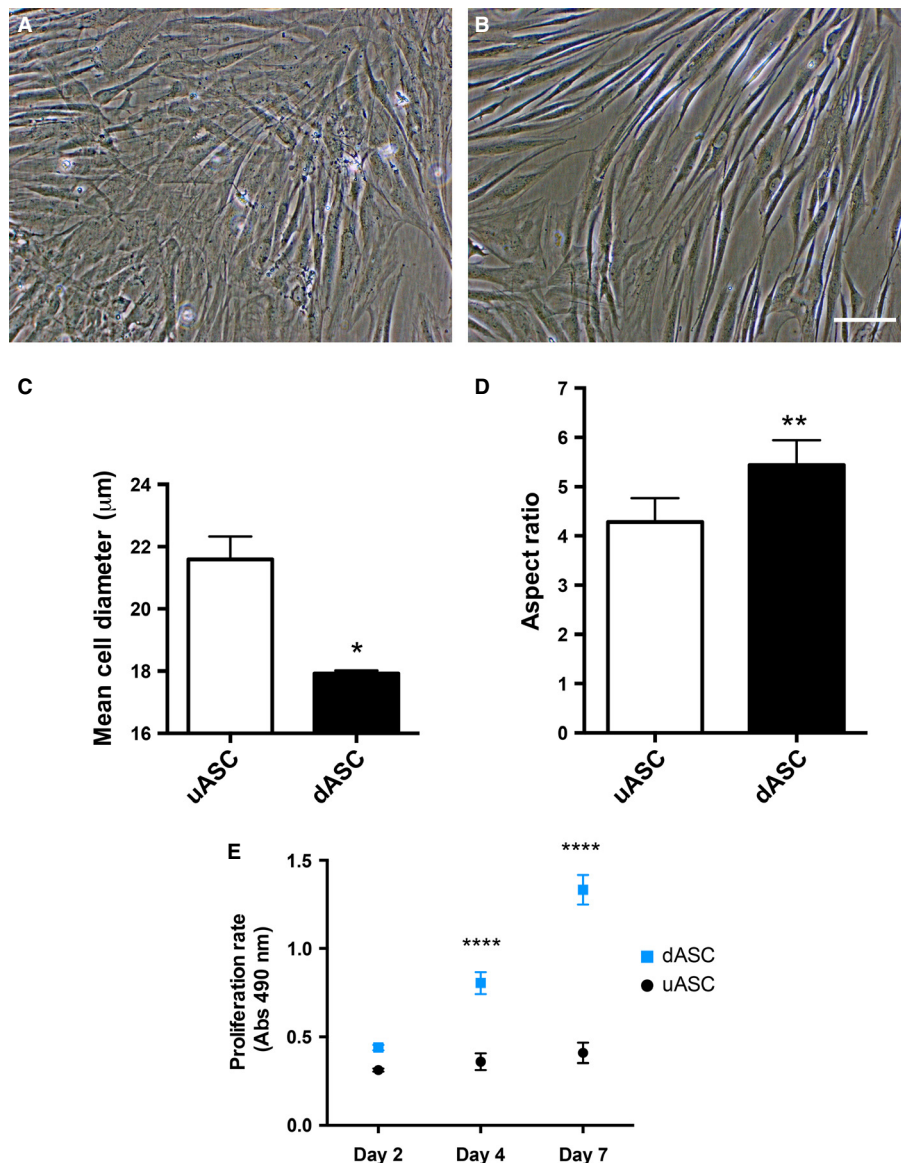 A
B
C
Mean cell diameter (μm)
24
22
20
18
16
*
uASC
dASC
D
Aspect ratio
7
6
5
4
3
2
1
0
**
uASC
dASC
E
Proliferation rate
(Abs 490 nm)
1.5
1.0
0.5
0.0
****
****
dASC
uASC
Day 2
Day 4
Day 7